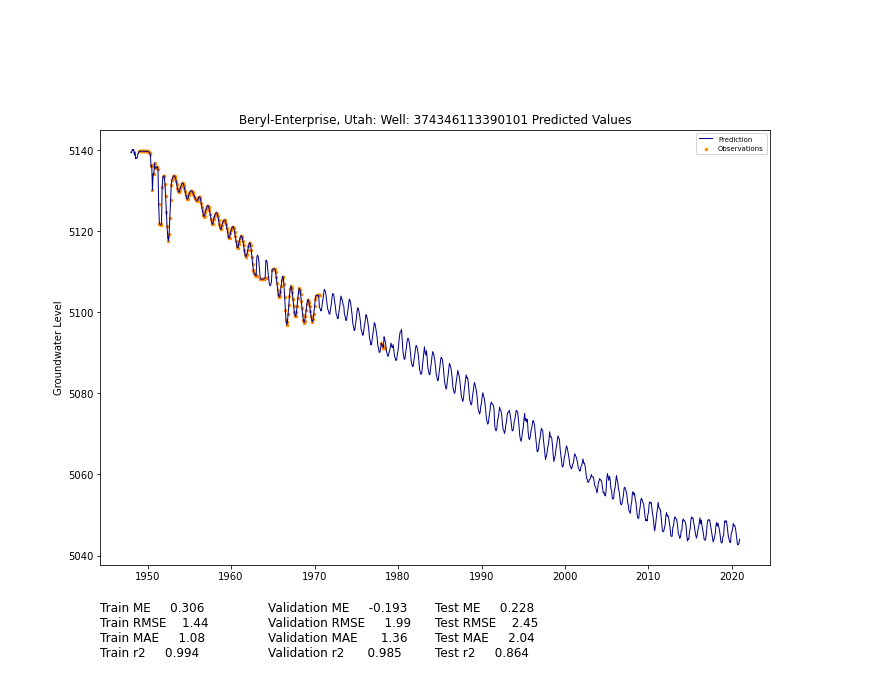 Beryl-Enterprise, Utah: Well: 374346113390101 Predicted Values
Prediction
Observations
Groundwater Level
5140
5120
5100
5080
5060
5040
1950 1960 1970 1980 1990 2000 2010 2020
Train ME 0.306 Validation ME -0.193 Test ME 0.228
Train RMSE 1.44 Validation RMSE 1.99 Test RMSE 2.45
Train MAE 1.08 Validation MAE 1.36 Test MAE 2.04
Train r2 0.994 Validation r2 0.985 Test r2 0.864